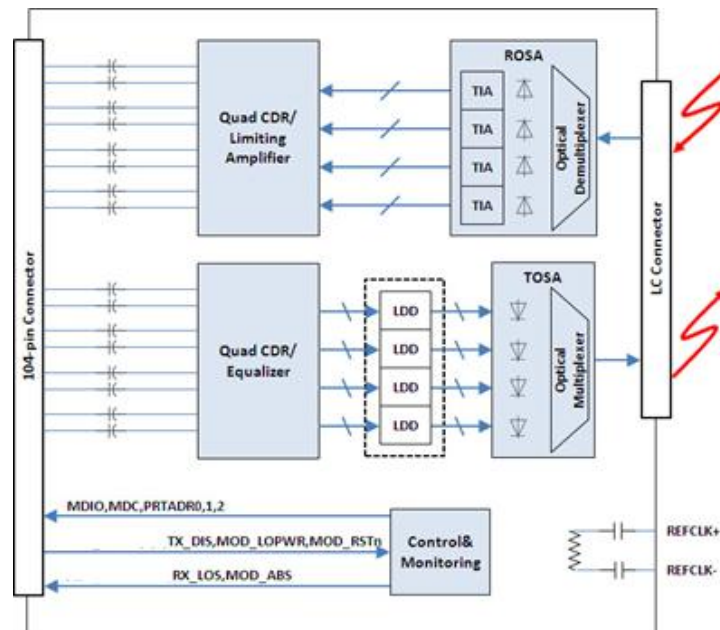 104-pin Connector
Quad CDR/
Limiting
Amplifier
ROSA
TIA
TIA
TIA
TIA
Optical
Demultiplexer
LC Connector
Quad CDR/
Equalizer
LDD
LDD
LDD
LDD
TOSA
Optical
Multiplexer
MDIO,MDC,PRTADR0,1,2
TX_DIS,MOD_LOPWR,MOD_RSTn
RX_LOS,MOD_ABS
Control&
Monitoring
REFCLK+
REFCLK-